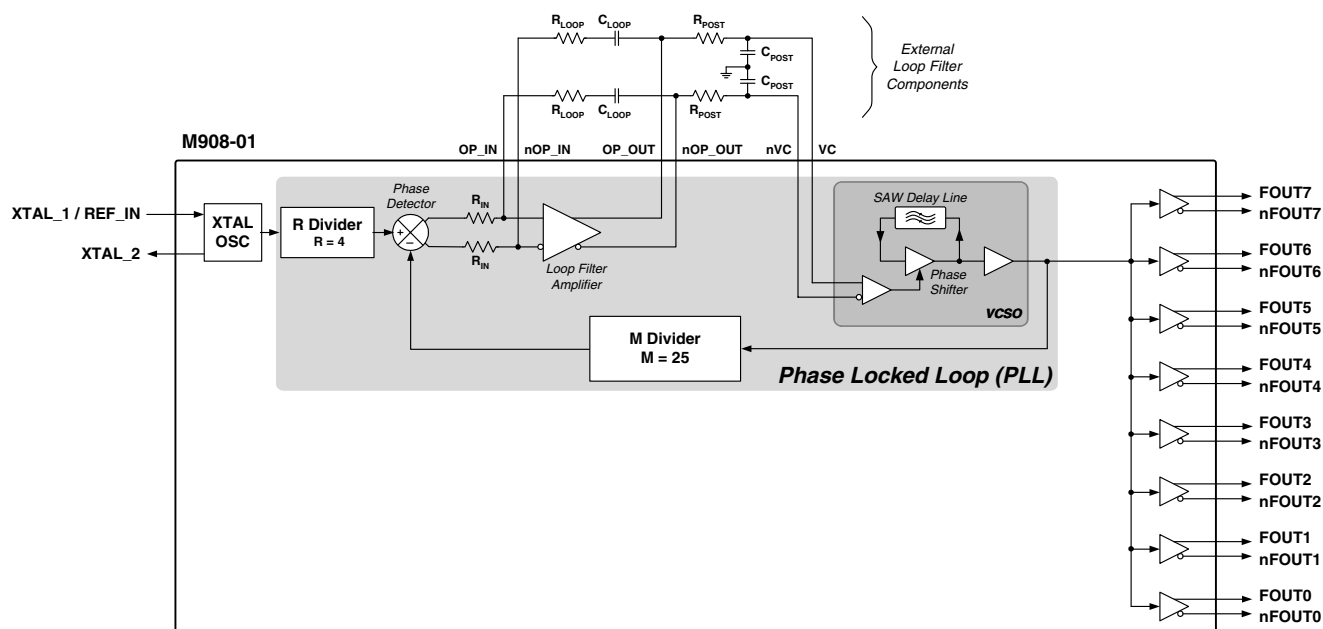 R_LOOP C_LOOP R_POST
C_POST
C_POST
R_LOOP C_LOOP R_POST
External
Loop Filter
Components
M908-01
OP_IN nOP_IN OP_OUT nOP_OUT nVC VC
XTAL_1 / REF_IN
XTAL_2
XTAL
OSC
R Divider
R = 4
Phase
Detector
+
–
R_IN
R_IN
Loop Filter
Amplifier
SAW Delay Line
Phase
Shifter
VCSO
M Divider
M = 25
Phase Locked Loop (PLL)
FOUT7
nFOUT7
FOUT6
nFOUT6
FOUT5
nFOUT5
FOUT4
nFOUT4
FOUT3
nFOUT3
FOUT2
nFOUT2
FOUT1
nFOUT1
FOUT0
nFOUT0